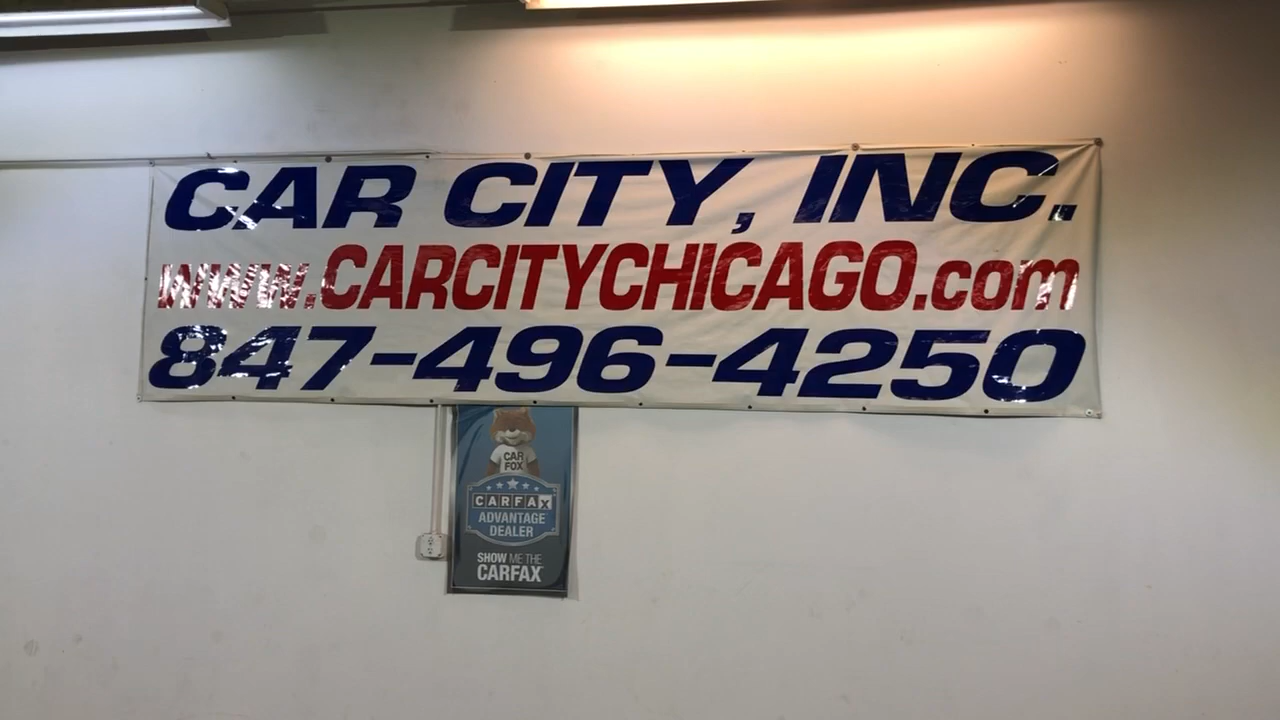 CAR CITY, INC.
www.CARCITYCHICAGO.com
847-496-4250
CAR
FOX
CARFAX
ADVANTAGE
DEALER
SHOW ME THE
CARFAX